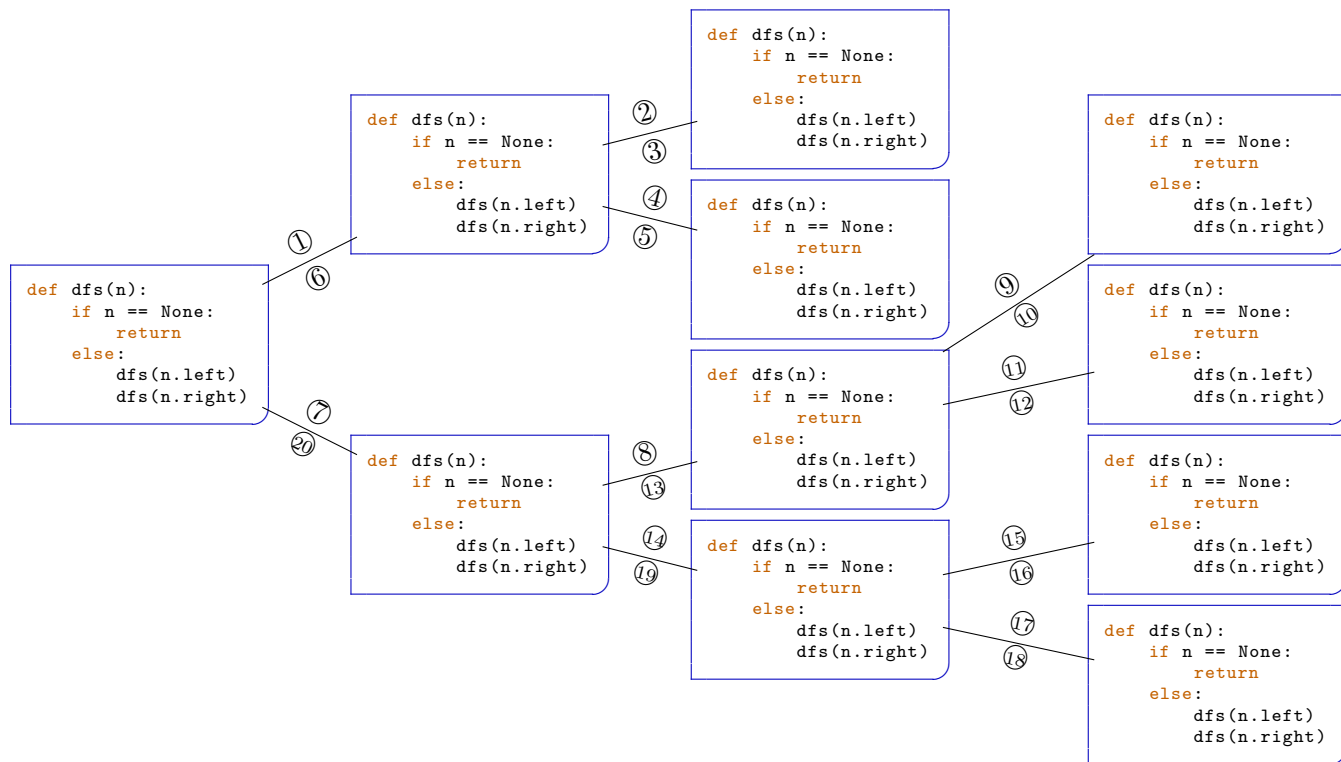 def dfs(n):
    if n == None:
        return
    else:
        dfs(n.left)
        dfs(n.right)
1
6
7
20
def dfs(n):
    if n == None:
        return
    else:
        dfs(n.left)
        dfs(n.right)
def dfs(n):
    if n == None:
        return
    else:
        dfs(n.left)
        dfs(n.right)
2
3
4
5
8
13
14
19
def dfs(n):
    if n == None:
        return
    else:
        dfs(n.left)
        dfs(n.right)
def dfs(n):
    if n == None:
        return
    else:
        dfs(n.left)
        dfs(n.right)
def dfs(n):
    if n == None:
        return
    else:
        dfs(n.left)
        dfs(n.right)
def dfs(n):
    if n == None:
        return
    else:
        dfs(n.left)
        dfs(n.right)
9
10
11
12
15
16
17
18
def dfs(n):
    if n == None:
        return
    else:
        dfs(n.left)
        dfs(n.right)
def dfs(n):
    if n == None:
        return
    else:
        dfs(n.left)
        dfs(n.right)
def dfs(n):
    if n == None:
        return
    else:
        dfs(n.left)
        dfs(n.right)
def dfs(n):
    if n == None:
        return
    else:
        dfs(n.left)
        dfs(n.right)